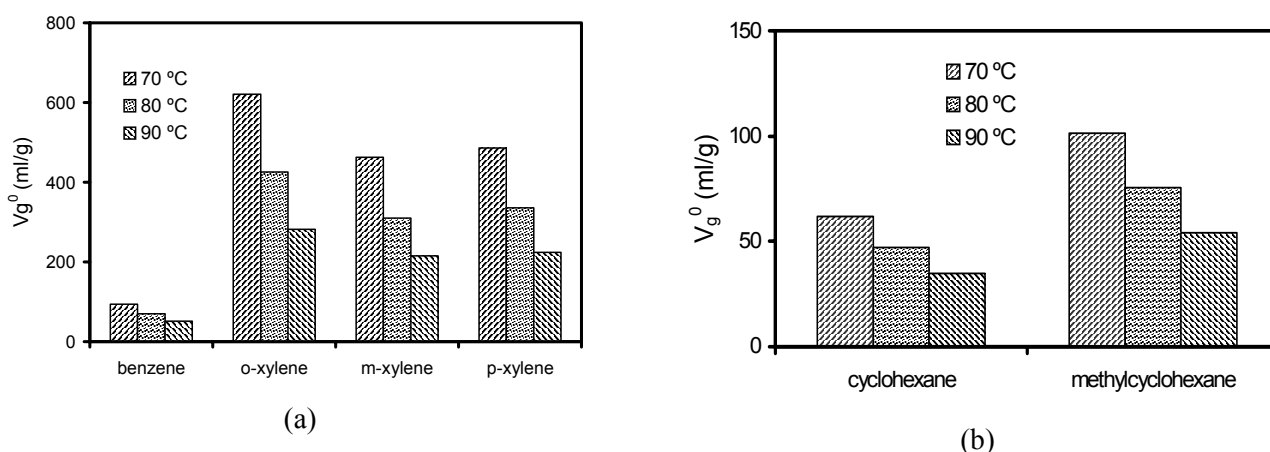 800
600
400
200
0
Vg⁰ (ml/g)
70 ºC
80 ºC
90 ºC
benzene o-xylene m-xylene p-xylene
(a)
150
100
50
0
Vg⁰ (ml/g)
70 ºC
80 ºC
90 ºC
cyclohexane methylcyclohexane
(b)